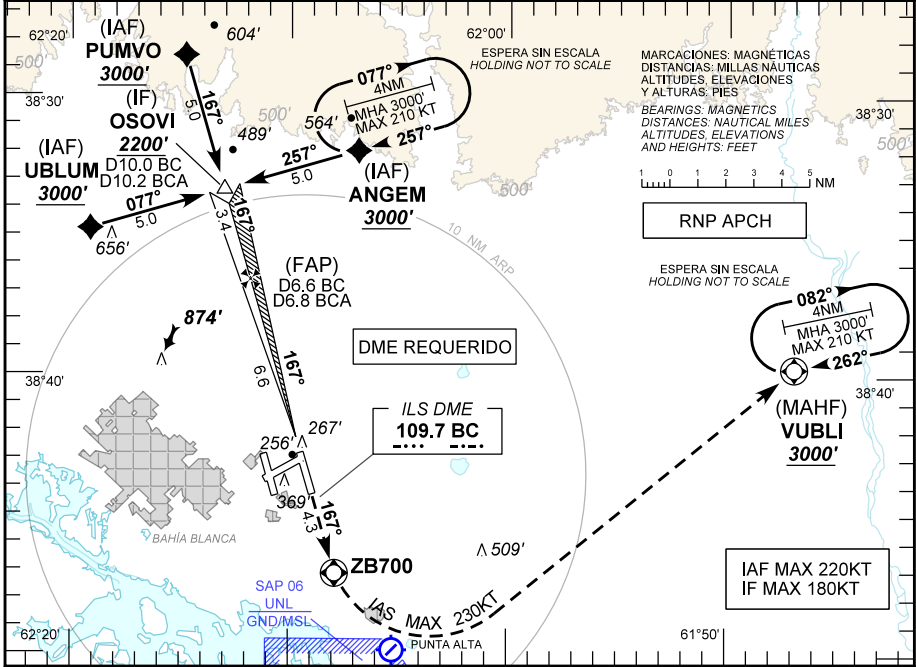 62°20'
(IAF)
PUMVO
3000'
604'
62°00'
ESPERA SIN ESCALA
HOLDING NOT TO SCALE
MARCACIONES: MAGNÉTICAS
DISTANCIAS: MILLAS NÁUTICAS
ALTITUDES, ELEVACIONES
Y ALTURAS: PIES
BEARINGS: MAGNETICS
DISTANCES: NAUTICAL MILES
ALTITUDES, ELEVATIONS
AND HEIGHTS: FEET
1 0 1 2 3 4 5 NM
RNP APCH
500'
38°30'
38°30'
167°
5.0
(IF)
OSOVI
2200'
D10.0 BC
D10.2 BCA
489'
500'
564'
077°
4NM
MHA 3000'
MAX 210 KT
257°
257°
5.0
(IAF)
ANGEM
3000'
500'
500'
(IAF)
UBLUM
3000'
077°
5.0
656'
10 NM ARP
167°
3.4
(FAP)
D6.6 BC
D6.8 BCA
ESPERA SIN ESCALA
HOLDING NOT TO SCALE
082°
4NM
MHA 3000'
MAX 210 KT
262°
874'
DME REQUERIDO
167°
6.6
38°40'
38°40'
(MAHF)
VUBLI
3000'
ILS DME
109.7 BC
256'
267'
369'
167°
4.3
BAHÍA BLANCA
ZB700
509'
SAP 06
UNL
GND/MSL
IAS MAX 230KT
PUNTA ALTA
IAF MAX 220KT
IF MAX 180KT
62°20'
61°50'